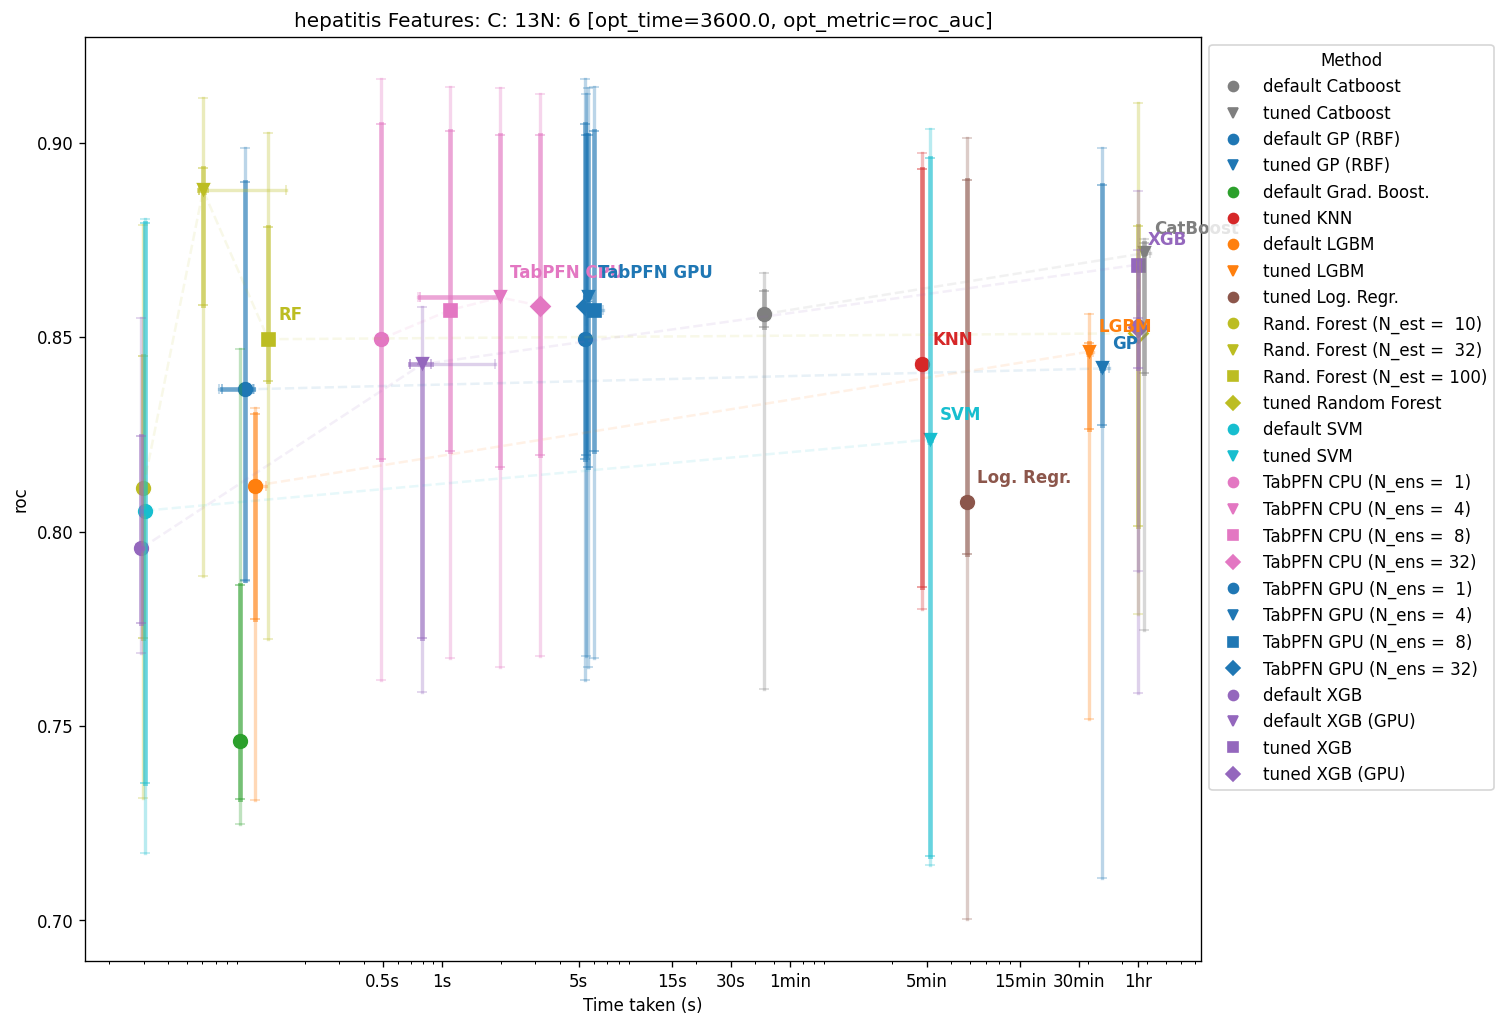 hepatitis Features: C: 13N: 6 [opt_time=3600.0, opt_metric=roc_auc]
roc
0.90
0.85
0.80
0.75
0.70
0.5s 1s 5s 15s 30s 1min 5min 15min 30min 1hr
Time taken (s)
CatBoost
XGB
TabPFN CPU
TabPFN GPU
RF
LGBM
KNN
GP
SVM
Log. Regr.
Method
default Catboost
tuned Catboost
default GP (RBF)
tuned GP (RBF)
default Grad. Boost.
tuned KNN
default LGBM
tuned LGBM
tuned Log. Regr.
Rand. Forest (N_est =  10)
Rand. Forest (N_est =  32)
Rand. Forest (N_est = 100)
tuned Random Forest
default SVM
tuned SVM
TabPFN CPU (N_ens =  1)
TabPFN CPU (N_ens =  4)
TabPFN CPU (N_ens =  8)
TabPFN CPU (N_ens = 32)
TabPFN GPU (N_ens =  1)
TabPFN GPU (N_ens =  4)
TabPFN GPU (N_ens =  8)
TabPFN GPU (N_ens = 32)
default XGB
default XGB (GPU)
tuned XGB
tuned XGB (GPU)